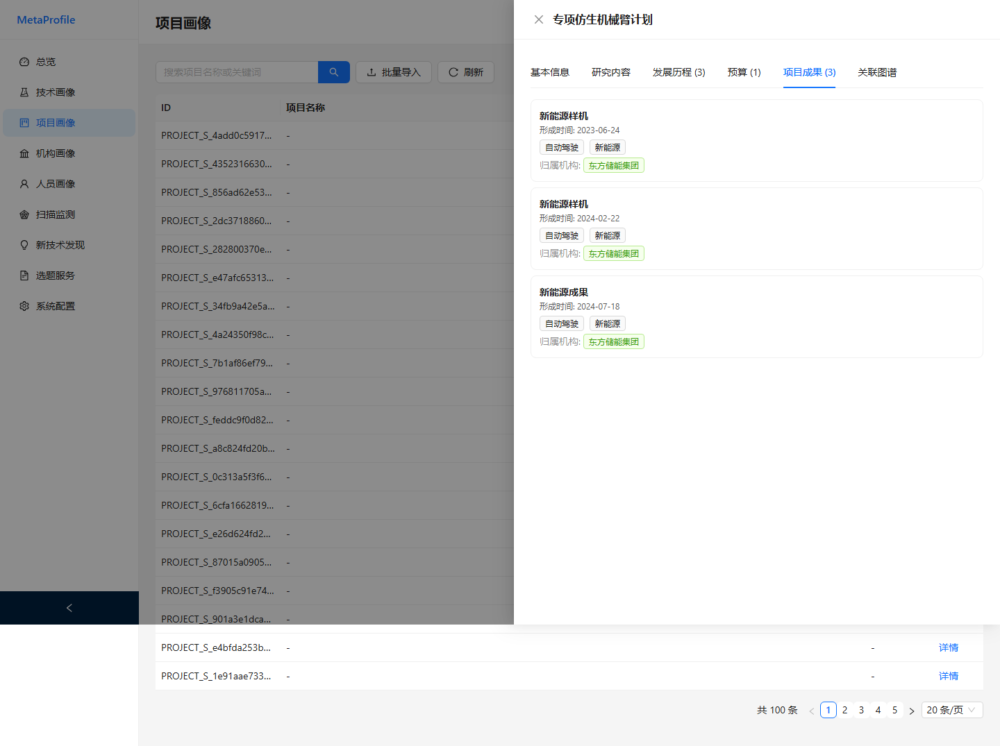 MetaProfile
总览
技术画像
项目画像
机构画像
人员画像
扫描监测
新技术发现
选题服务
系统配置
项目画像
搜索项目名称或关键词
批量导入
刷新
ID 项目名称
PROJECT_S_4add0c5917... -
PROJECT_S_4352316630... -
PROJECT_S_856ad62e53... -
PROJECT_S_2dc3718860... -
PROJECT_S_282800370e... -
PROJECT_S_e47afc65313... -
PROJECT_S_34fb9a42e5a... -
PROJECT_S_4a24350f98c... -
PROJECT_S_7b1af86ef79... -
PROJECT_S_976811705a... -
PROJECT_S_feddc9f0d82... -
PROJECT_S_a8c824fd20b... -
PROJECT_S_0c313a5f3f6... -
PROJECT_S_6cfa1662819... -
PROJECT_S_e26d624fd2... -
PROJECT_S_87015a0905... -
PROJECT_S_f3905c91e74... -
PROJECT_S_901a3e1dca... -
PROJECT_S_e4bfda253b... - - 详情
PROJECT_S_1e91aae733... - - 详情
共 100 条 1 2 3 4 5 20 条/页
专项仿生机械臂计划
基本信息 研究内容 发展历程 (3) 预算 (1) 项目成果 (3) 关联图谱
新能源样机
形成时间: 2023-06-24
自动驾驶 新能源
归属机构: 东方储能集团
新能源样机
形成时间: 2024-02-22
自动驾驶 新能源
归属机构: 东方储能集团
新能源成果
形成时间: 2024-07-18
自动驾驶 新能源
归属机构: 东方储能集团